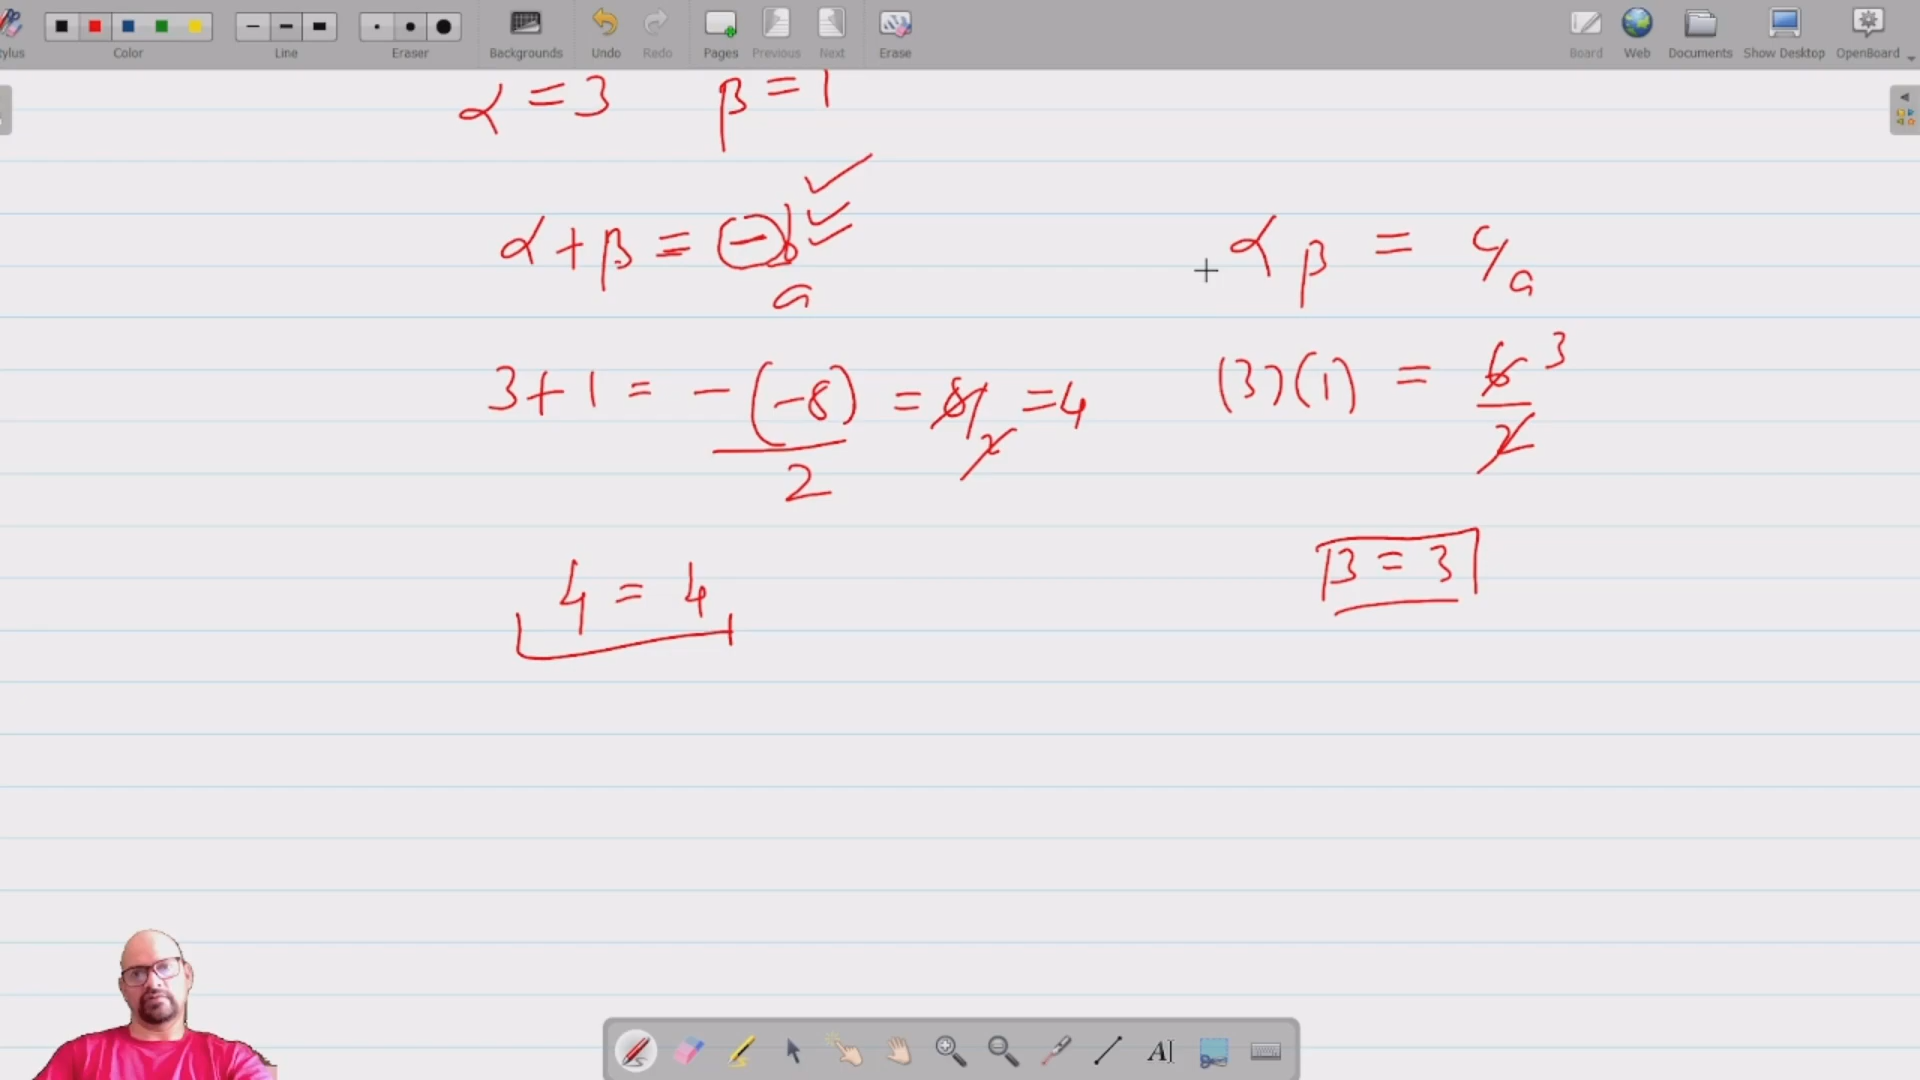 Stylus Color Line Eraser Backgrounds Undo Redo Pages Previous Next Erase Board Web Documents Show Desktop OpenBoard
α = 3 β = 1
α + β = -b/a αβ = c/a
3 + 1 = -(-8)/2 = 8/2 = 4 (3)(1) = 6/2 3
4 = 4 3 = 3